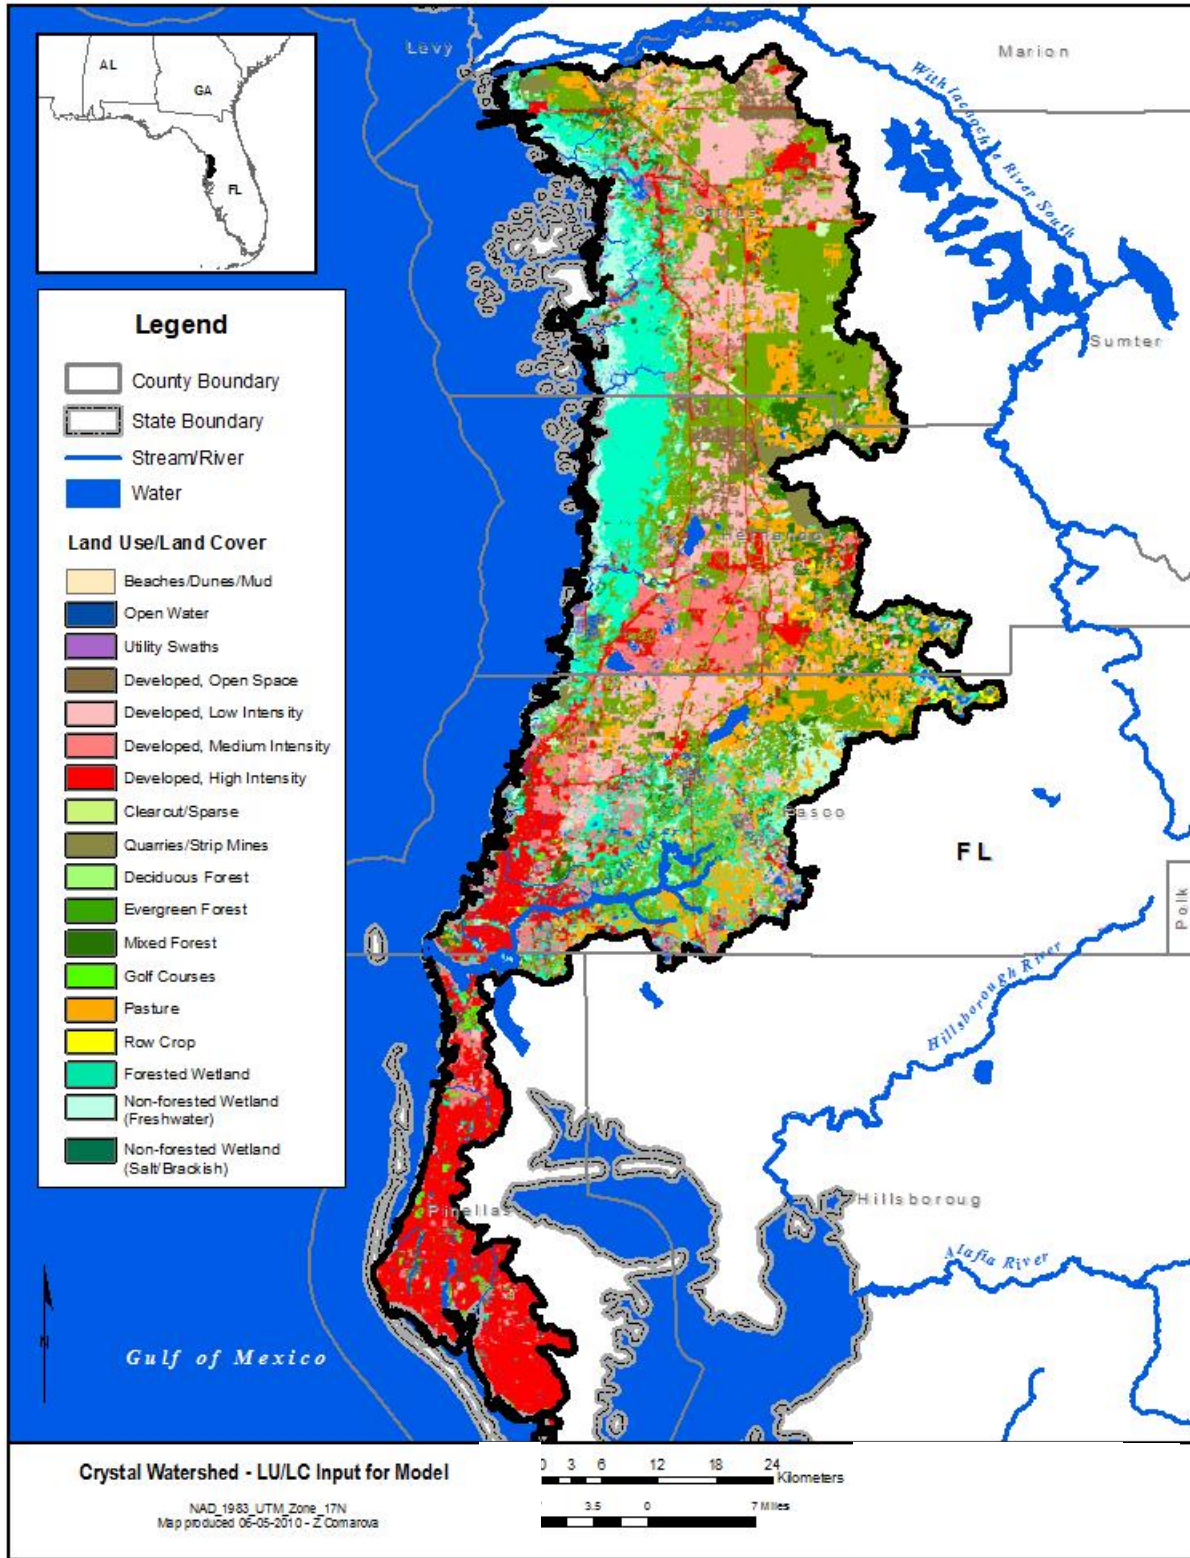 AL
GA
FL
Levy
Marion
Withlacoochie River South
Citrus
Sumter
Hernando
Pasco
FL
Polk
Hillsborough River
Pinellas
Hillsboroug
Alafia River
Gulf of Mexico
N
Legend
County Boundary
State Boundary
Stream/River
Water
Land Use/Land Cover
Beaches/Dunes/Mud
Open Water
Utility Swaths
Developed, Open Space
Developed, Low Intensity
Developed, Medium Intensity
Developed, High Intensity
Clearcut/Sparse
Quarries/Strip Mines
Deciduous Forest
Evergreen Forest
Mixed Forest
Golf Courses
Pasture
Row Crop
Forested Wetland
Non-forested Wetland
(Freshwater)
Non-forested Wetland
(Salt/Brackish)
Crystal Watershed - LU/LC Input for Model
NAD_1983_UTM_Zone_17N
Map produced 06-05-2010 - Z.Comarova
0 3 6 12 18 24
Kilometers
3.5 0 7 Miles